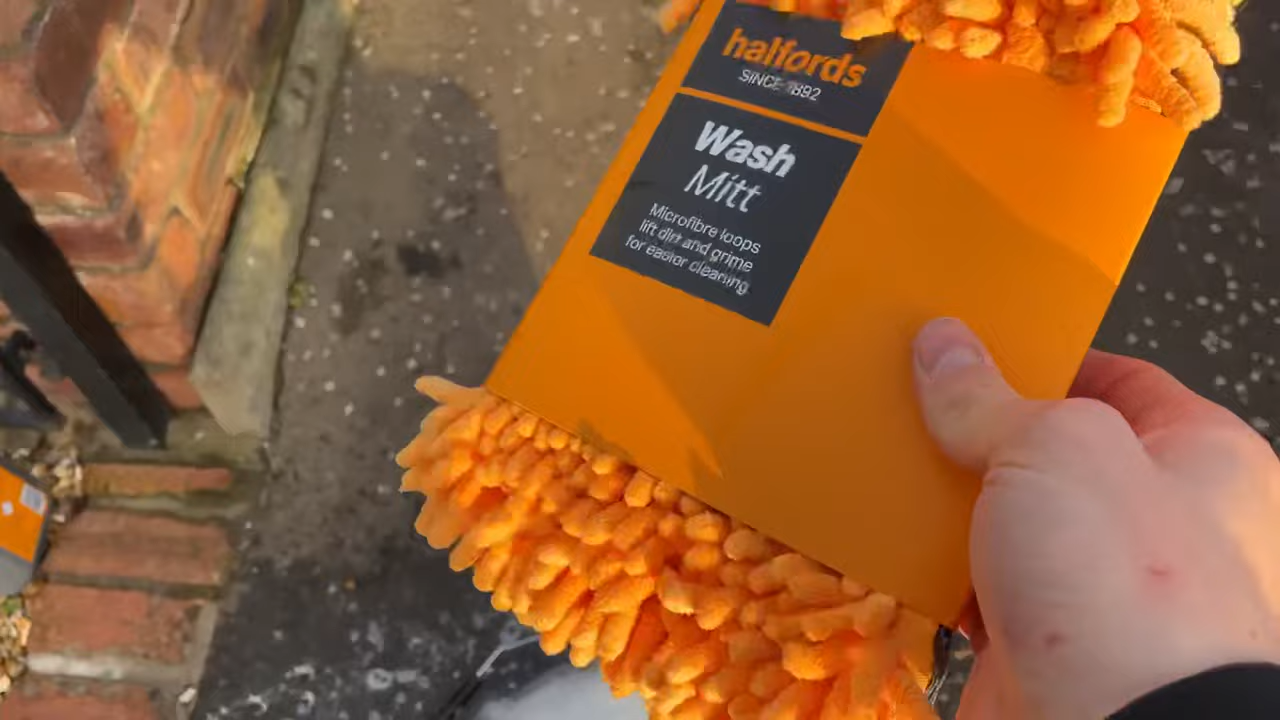 halfords
SINCE 1892
Wash
Mitt
Microfibre loops
lift dirt and grime
for easier cleaning